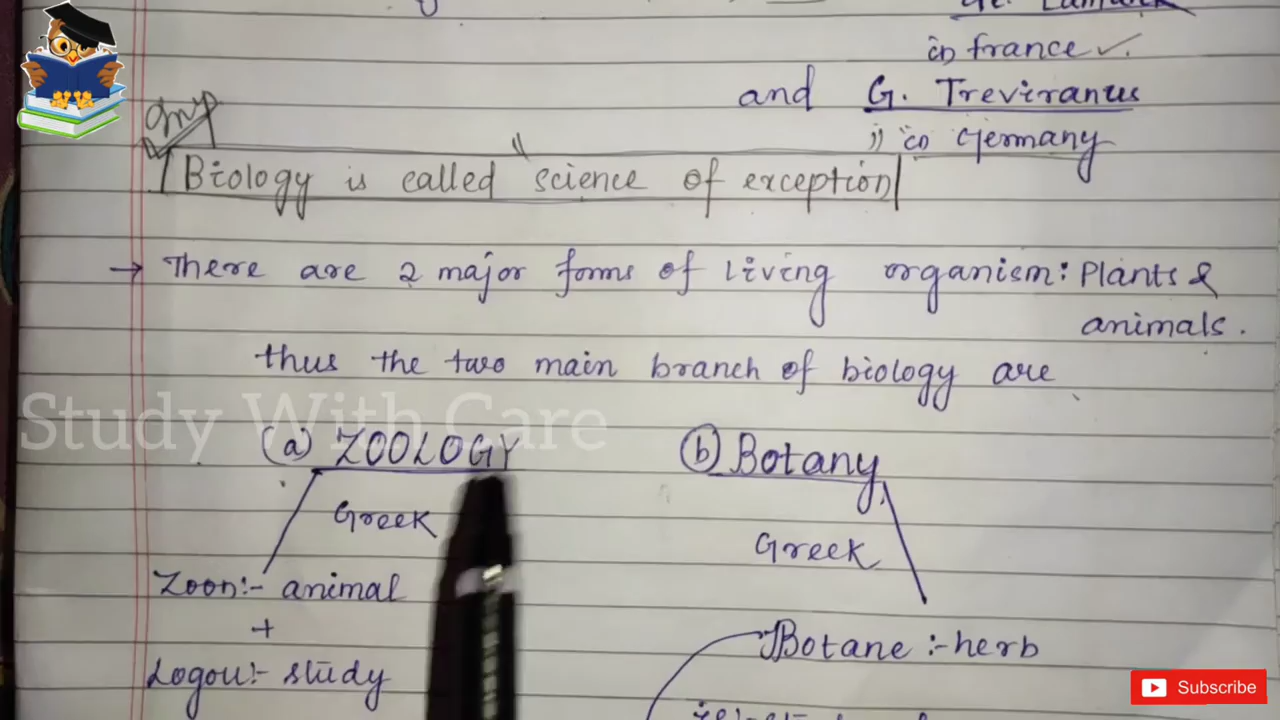 in france ✓
and G. Treviranus
in Germany
Imp
Biology is called science of exception
→ There are 2 major forms of living organism: Plants &
animals.
thus the two main branch of biology are
Study With Care
(a) ZOOLOGY (b) Botany
Greek Greek
Zoon:- animal
+
Botane :- herb
Logou:- study
Subscribe